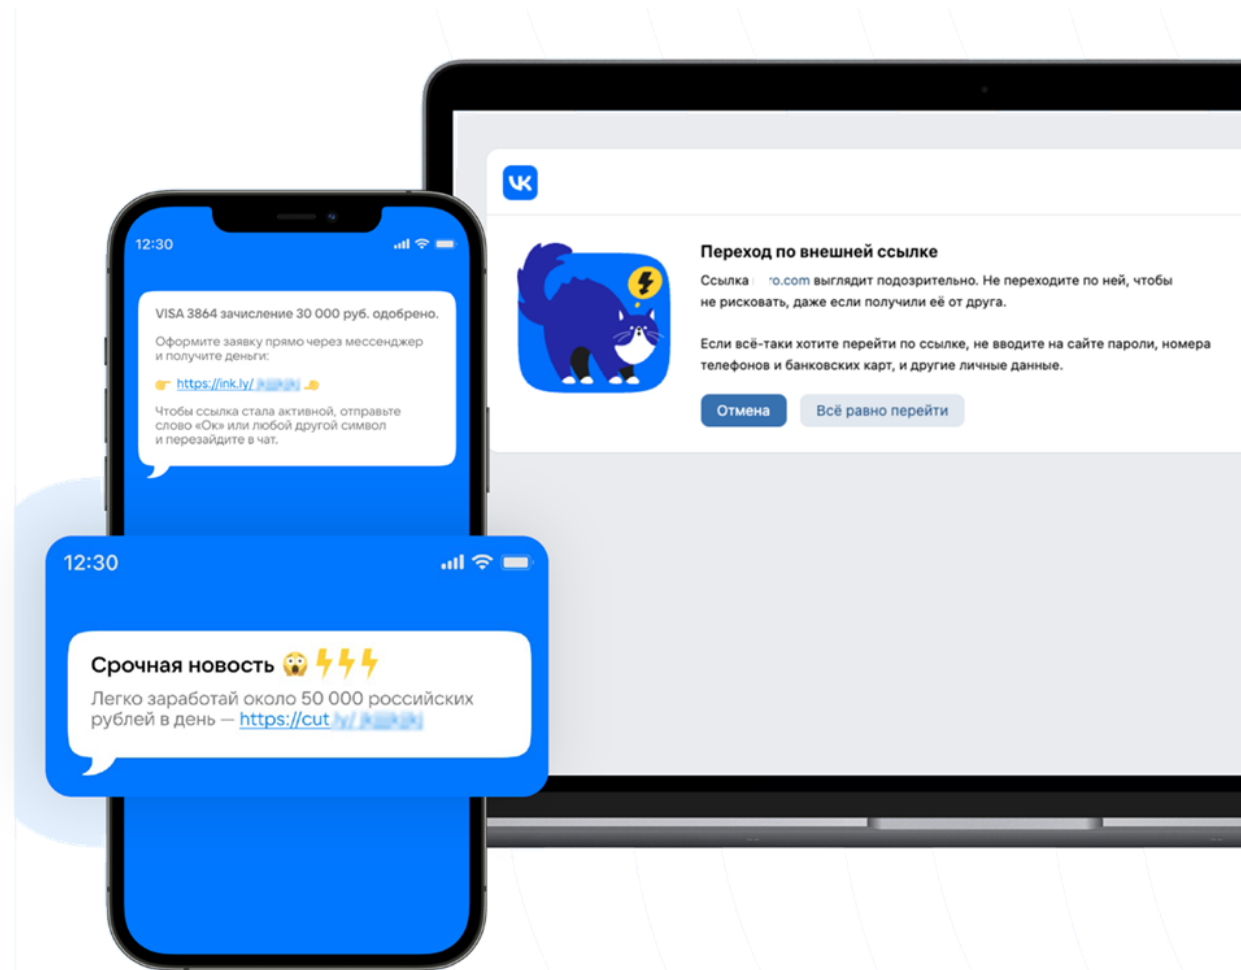 12:30
VISA 3864 зачисление 30 000 руб. одобрено.
Оформите заявку прямо через мессенджер
и получите деньги:
https://ink.ly/
Чтобы ссылка стала активной, отправьте
слово «Ок» или любой другой символ
и перезайдите в чат.
12:30
Срочная новость
Легко заработай около 50 000 российских
рублей в день — https://cut
Переход по внешней ссылке
Ссылка ro.com выглядит подозрительно. Не переходите по ней, чтобы
не рисковать, даже если получили её от друга.
Если всё-таки хотите перейти по ссылке, не вводите на сайте пароли, номера
телефонов и банковских карт, и другие личные данные.
Отмена
Всё равно перейти